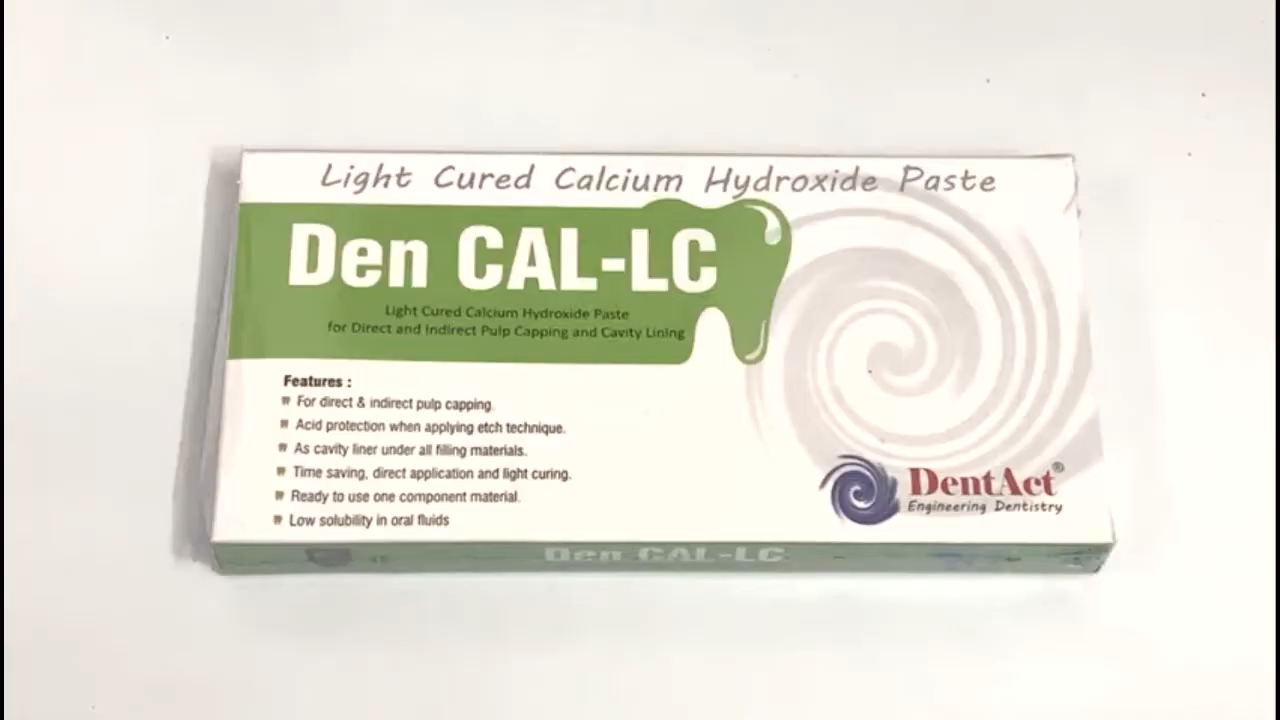 Light Cured Calcium Hydroxide Paste
Den CAL-LC
Light Cured Calcium Hydroxide Paste
for Direct and Indirect Pulp Capping and Cavity Lining
Features :
For direct & indirect pulp capping.
Acid protection when applying etch technique.
As cavity liner under all filling materials.
Time saving, direct application and light curing.
Ready to use one component material.
Low solubility in oral fluids
DentAct®
Engineering Dentistry
Den CAL-LC